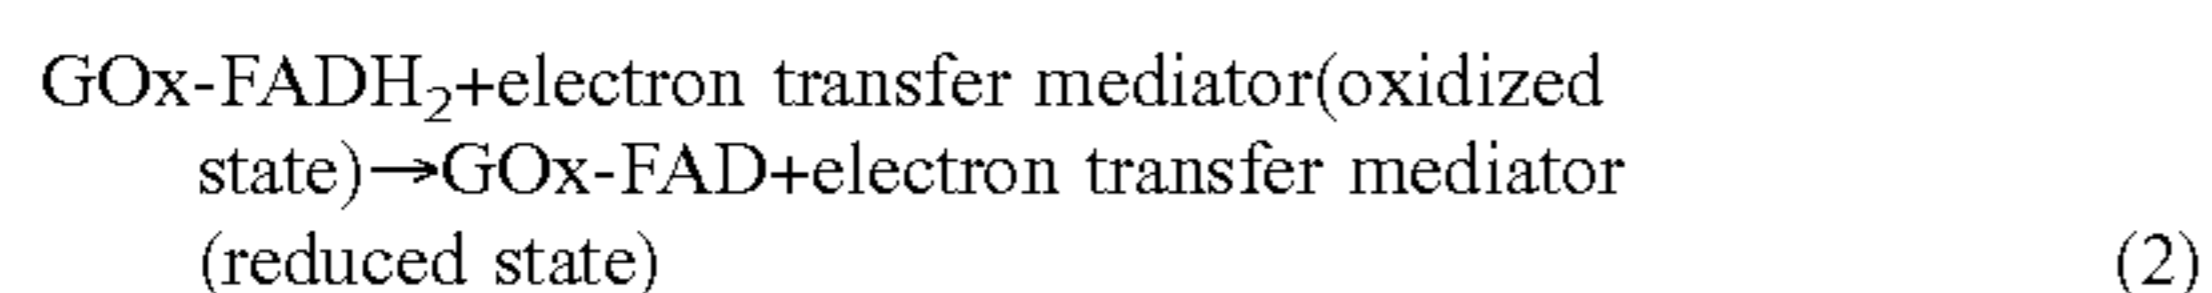 GOx-FADH₂+electron transfer mediator(oxidized
state)→GOx-FAD+electron transfer mediator
(reduced state) (2)